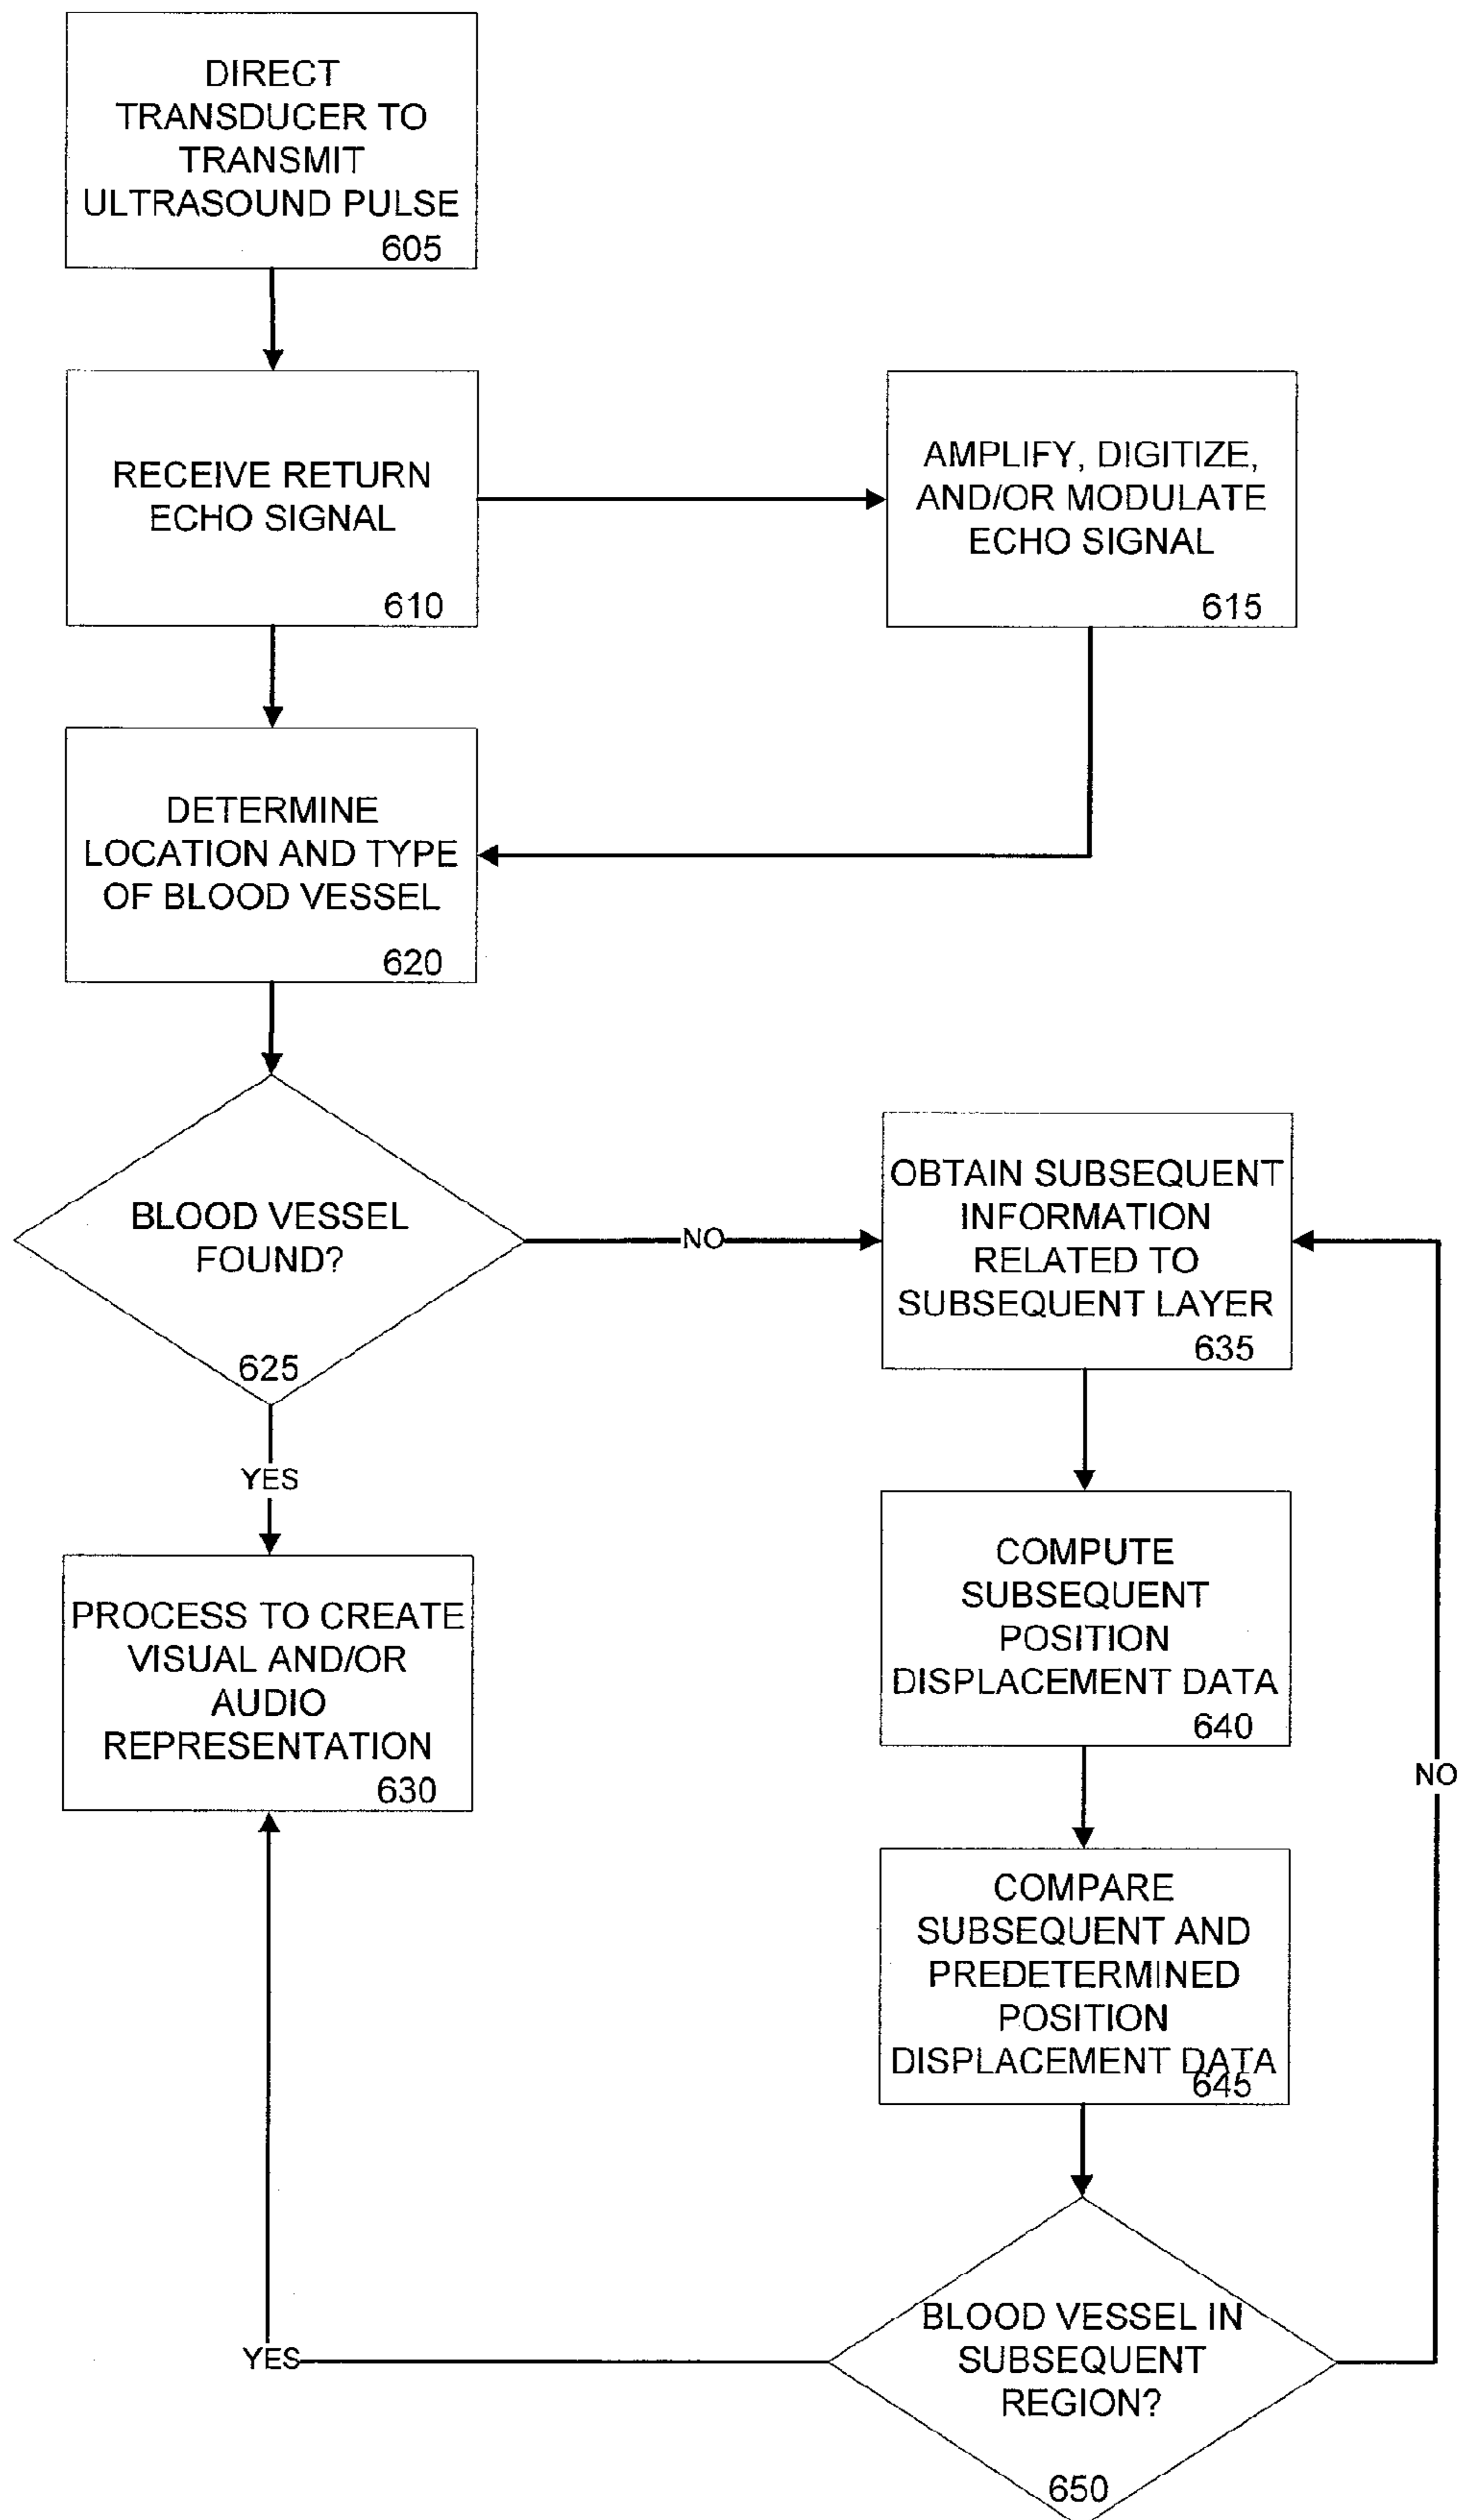 DIRECT
TRANSDUCER TO
TRANSMIT
ULTRASOUND PULSE
605
RECEIVE RETURN
ECHO SIGNAL
610
AMPLIFY, DIGITIZE,
AND/OR MODULATE
ECHO SIGNAL
615
DETERMINE
LOCATION AND TYPE
OF BLOOD VESSEL
620
BLOOD VESSEL
FOUND?
625
NO
YES
OBTAIN SUBSEQUENT
INFORMATION
RELATED TO
SUBSEQUENT LAYER
635
PROCESS TO CREATE
VISUAL AND/OR
AUDIO
REPRESENTATION
630
COMPUTE
SUBSEQUENT
POSITION
DISPLACEMENT DATA
640
NO
COMPARE
SUBSEQUENT AND
PREDETERMINED
POSITION
DISPLACEMENT DATA
645
YES
BLOOD VESSEL IN
SUBSEQUENT
REGION?
650